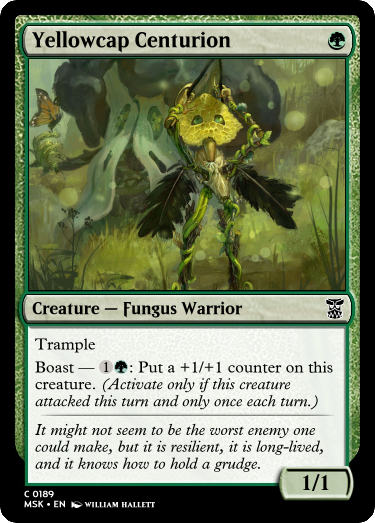 Yellowcap Centurion
Creature — Fungus Warrior
Trample
Boast — 1: Put a +1/+1 counter on this
creature. (Activate only if this creature
attacked this turn and only once each turn.)
It might not seem to be the worst enemy one
could make, but it is resilient, it is long-lived,
and it knows how to hold a grudge.
1/1
C 0189
MSK • EN WILLIAM HALLETT